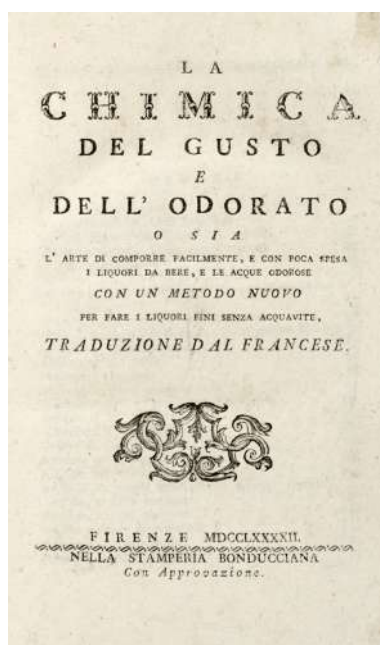 LA
CHIMICA
DEL GUSTO
E
DELL' ODORATO
O SIA
L' ARTE DI COMPORRE FACILMENTE, E CON POCA SPESA
I LIQUORI DA BERE, E LE ACQUE ODOROSE
CON UN METODO NUOVO
PER FARE I LIQUORI FINI SENZA ACQUAVITE,
TRADUZIONE DAL FRANCESE.
FIRENZE MDCCLXXXXII.
NELLA STAMPERIA BONDUCCIANA
Con Approvazione.